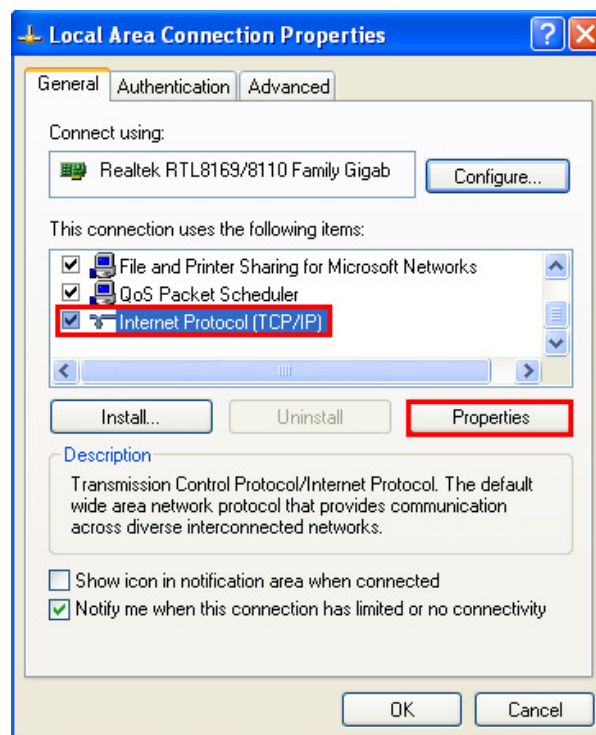 Local Area Connection Properties
General Authentication Advanced
Connect using:
Realtek RTL8169/8110 Family Gigab Configure...
This connection uses the following items:
File and Printer Sharing for Microsoft Networks
QoS Packet Scheduler
Internet Protocol (TCP/IP)
Install... Uninstall Properties
Description
Transmission Control Protocol/Internet Protocol. The default
wide area network protocol that provides communication
across diverse interconnected networks.
Show icon in notification area when connected
Notify me when this connection has limited or no connectivity
OK Cancel